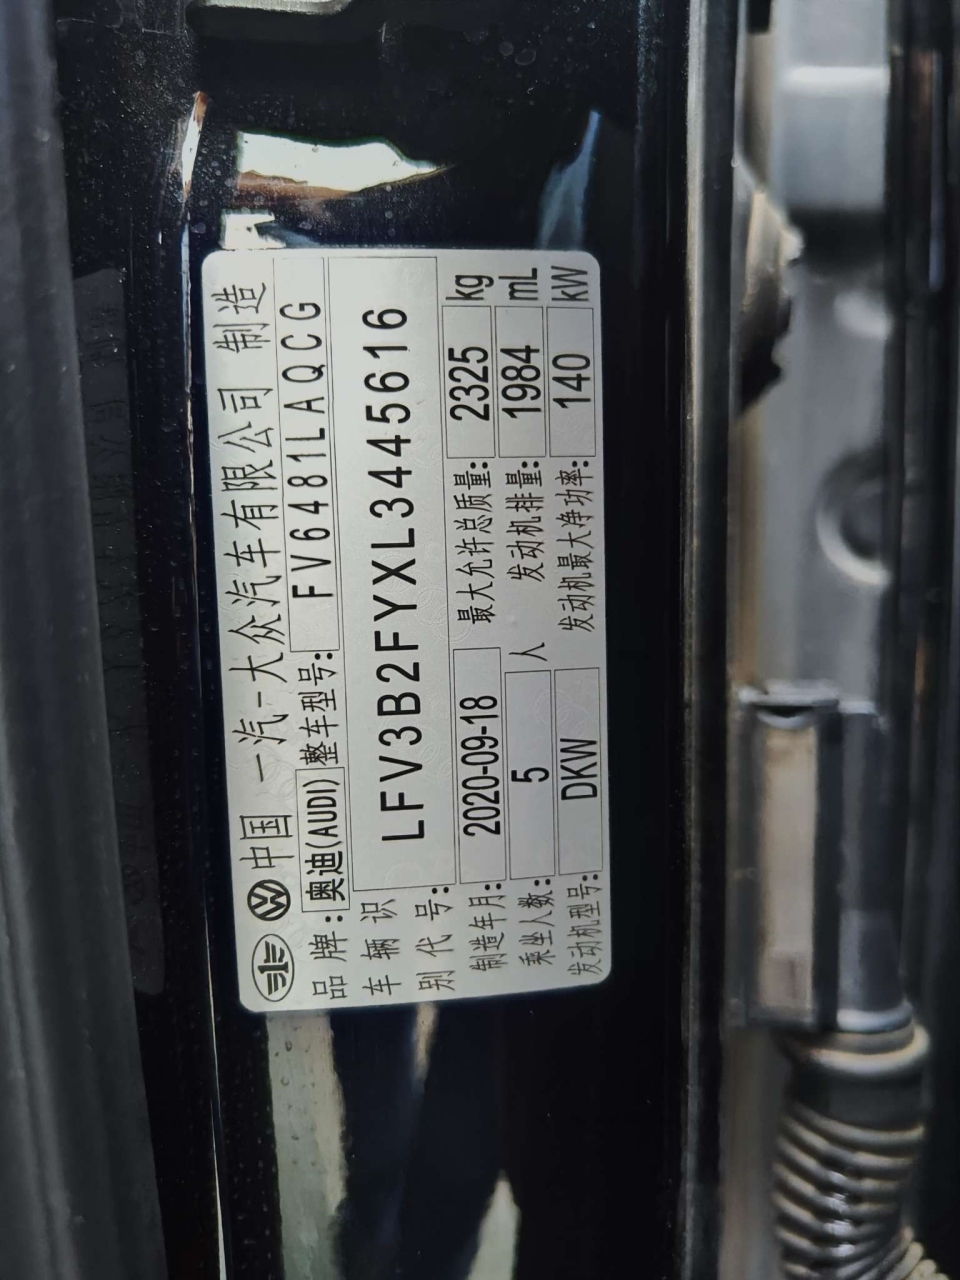 中国 一汽-大众汽车有限公司 制造
品牌: 奥迪(AUDI) 整车型号: FV6481LAQCG
车辆识别代号: LFV3B2FYXL3445616
制造年月: 2020-09-18 最大允许总质量: 2325 kg
乘坐人数: 5 人 发动机排量: 1984 mL
发动机型号: DKW 发动机最大净功率: 140 kW